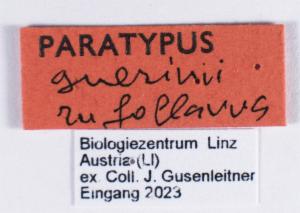 PARATYPUS
guerinii
rufoflavus
Biologiezentrum Linz
Austria (LI)
ex. Coll. J. Gusenleitner
Eingang 2023